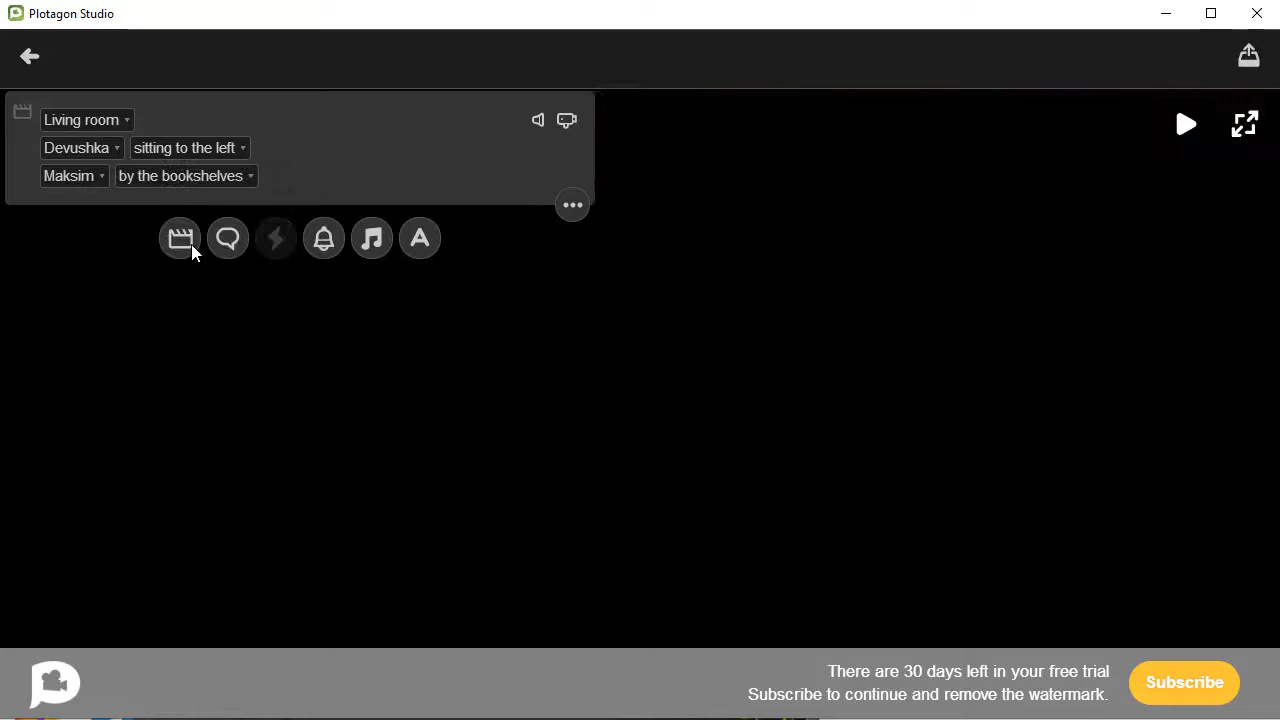 Plotagon Studio
Living room
Devushka sitting to the left
Maksim by the bookshelves
There are 30 days left in your free trial
Subscribe to continue and remove the watermark.
Subscribe